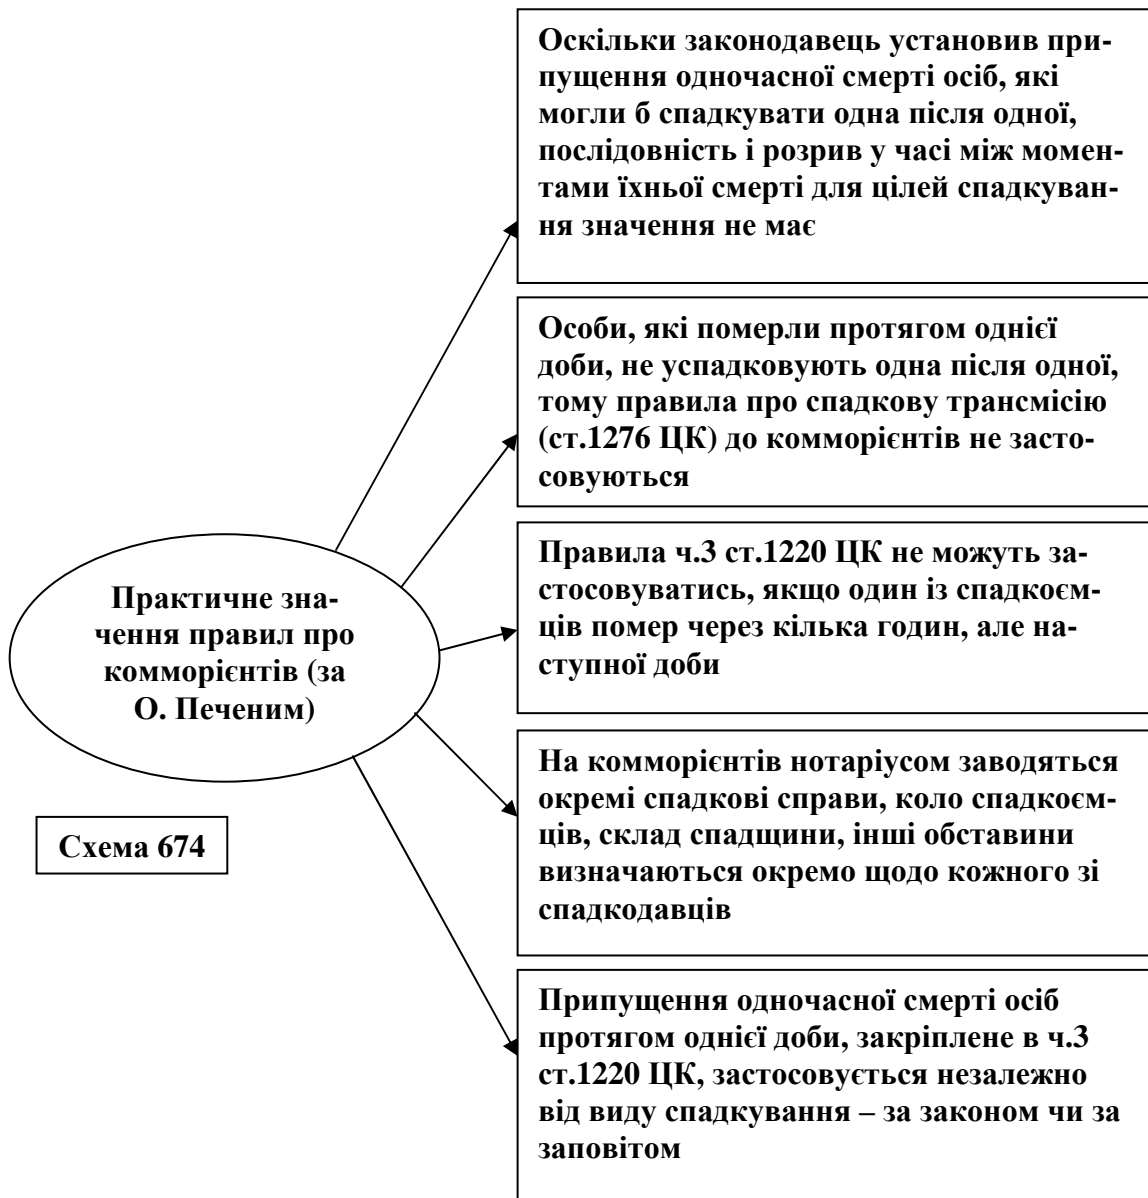 Оскільки законодавець установив при-
пущення одночасної смерті осіб, які
могли б спадкувати одна після одної,
послідовність і розрив у часі між момен-
тами їхньої смерті для цілей спадкуван-
ня значення не має
Особи, які померли протягом однієї
доби, не успадковують одна після одної,
тому правила про спадкову трансмісію
(ст.1276 ЦК) до комморієнтів не засто-
совуються
Правила ч.3 ст.1220 ЦК не можуть за-
стосовуватись, якщо один із спадкоєм-
ців помер через кілька годин, але на-
ступної доби
Практичне зна-
чення правил про
комморієнтів (за
О. Печеним)
На комморієнтів нотаріусом заводяться
окремі спадкові справи, коло спадкоєм-
ців, склад спадщини, інші обставини
визначаються окремо щодо кожного зі
спадкодавців
Схема 674
Припущення одночасної смерті осіб
протягом однієї доби, закріплене в ч.3
ст.1220 ЦК, застосовується незалежно
від виду спадкування – за законом чи за
заповітом